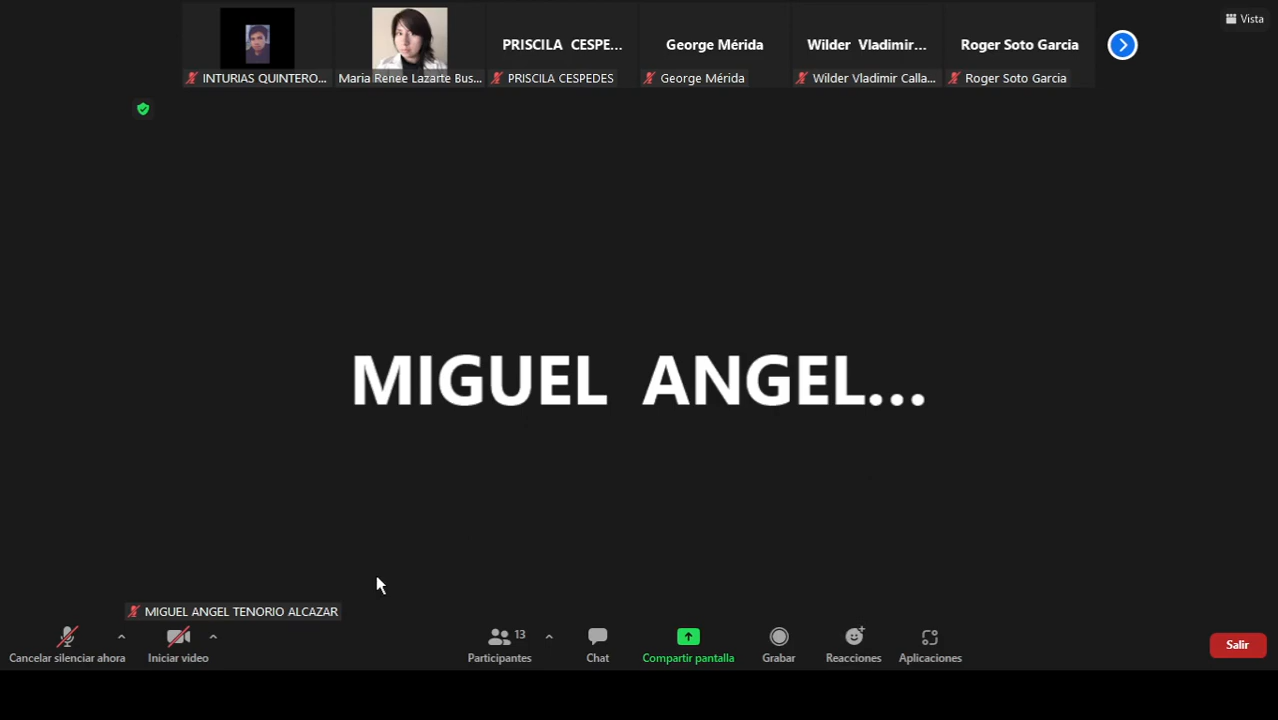 PRISCILA CESPE...
George Mérida
Wilder Vladimir...
Roger Soto Garcia
Vista
INTURIAS QUINTERO...
Maria Renee Lazarte Bus...
PRISCILA CESPEDES
George Mérida
Wilder Vladimir Calla...
Roger Soto Garcia
MIGUEL ANGEL...
MIGUEL ANGEL TENORIO ALCAZAR
13
Cancelar silenciar ahora
Iniciar video
Participantes
Chat
Compartir pantalla
Grabar
Reacciones
Aplicaciones
Salir